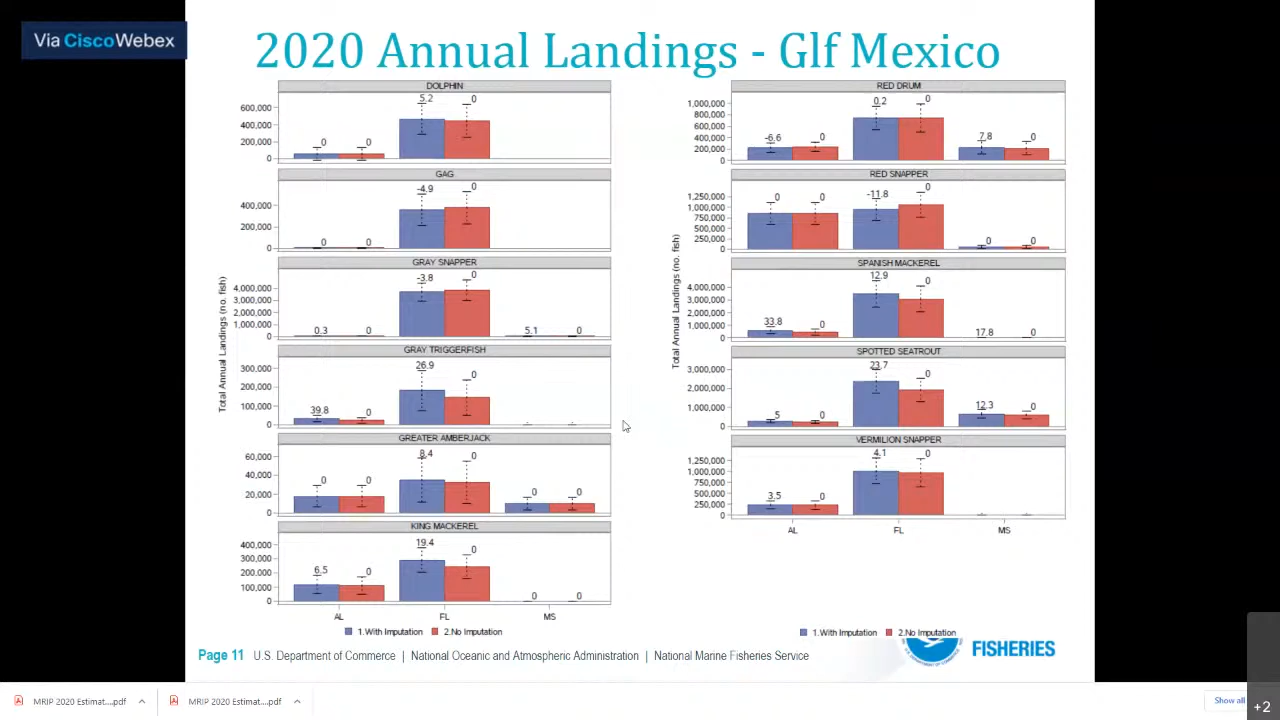 Via Cisco Webex
2020 Annual Landings - Glf Mexico
Total Annual Landings (no. fish)
DOLPHIN
600,000
400,000
200,000
0
0 0 5.2 0
GAG
400,000
200,000
0
0 0 -4.9 0
GRAY SNAPPER
4,000,000
3,000,000
2,000,000
1,000,000
0
0.3 0 -3.8 0 5.1 0
GRAY TRIGGERFISH
300,000
200,000
100,000
0
39.8 0 26.9 0
GREATER AMBERJACK
60,000
40,000
20,000
0
0 0 8.4 0 0 0
KING MACKEREL
400,000
300,000
200,000
100,000
0
6.5 0 19.4 0 0 0
AL FL MS
1.With Imputation 2.No Imputation
Total Annual Landings (no. fish)
RED DRUM
1,000,000
800,000
600,000
400,000
200,000
0
-6.6 0 0.2 0 7.8 0
RED SNAPPER
1,250,000
1,000,000
750,000
500,000
250,000
0
0 0 -11.8 0 0 0
SPANISH MACKEREL
4,000,000
3,000,000
2,000,000
1,000,000
0
33.8 0 12.9 0 17.8 0
SPOTTED SEATROUT
3,000,000
2,000,000
1,000,000
0
5 0 23.7 0 12.3 0
VERMILION SNAPPER
1,250,000
1,000,000
750,000
500,000
250,000
0
3.5 0 4.1 0
AL FL MS
1.With Imputation 2.No Imputation
Page 11 U.S. Department of Commerce | National Oceanic and Atmospheric Administration | National Marine Fisheries Service
FISHERIES
MRIP 2020 Estimat....pdf MRIP 2020 Estimat....pdf Show all
+2